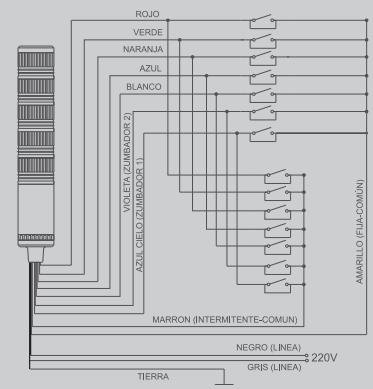 ROJO
VERDE
NARANJA
AZUL
BLANCO
VIOLETA (ZUMBADOR 2)
AZUL CIELO (ZUMBADOR 1)
AMARILLO (FIJA-COMÚN)
MARRON (INTERMITENTE-COMUN)
NEGRO (LINEA)
220V
GRIS (LINEA)
TIERRA